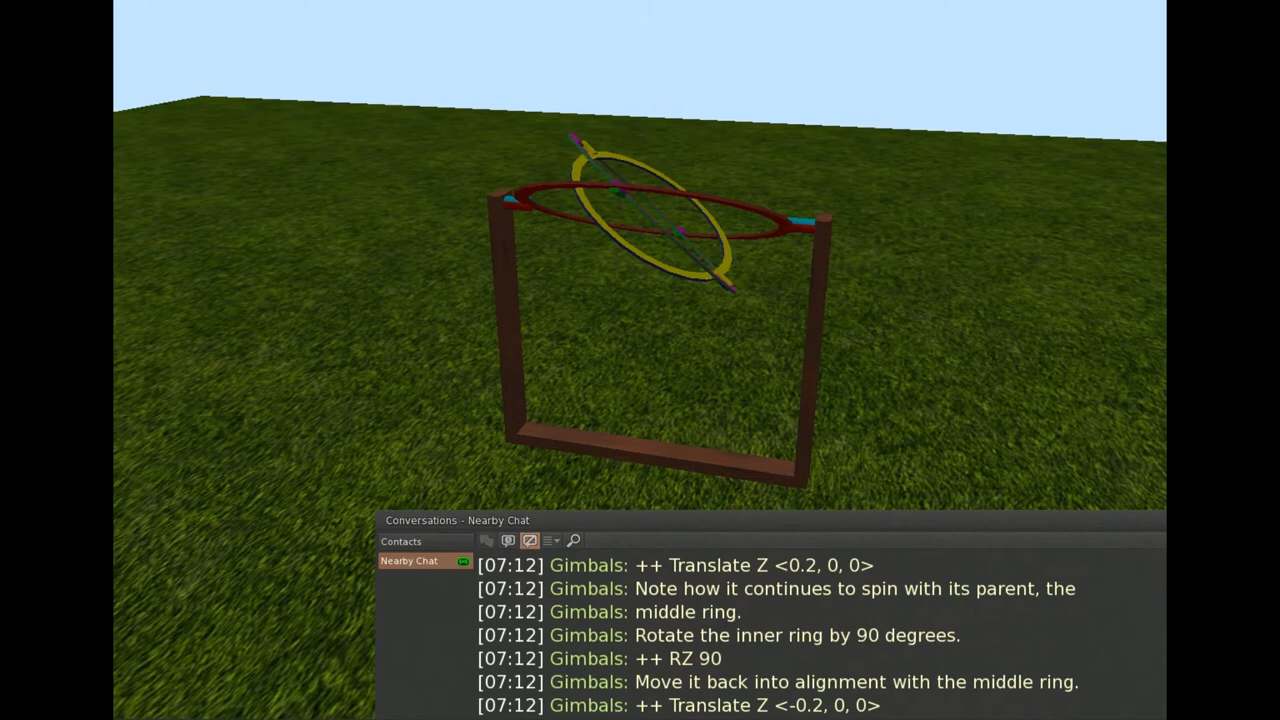 Conversations - Nearby Chat
Contacts
Nearby Chat
[07:12] Gimbals: ++ Translate Z <0.2, 0, 0>
[07:12] Gimbals: Note how it continues to spin with its parent, the
[07:12] Gimbals: middle ring.
[07:12] Gimbals: Rotate the inner ring by 90 degrees.
[07:12] Gimbals: ++ RZ 90
[07:12] Gimbals: Move it back into alignment with the middle ring.
[07:12] Gimbals: ++ Translate Z <-0.2, 0, 0>